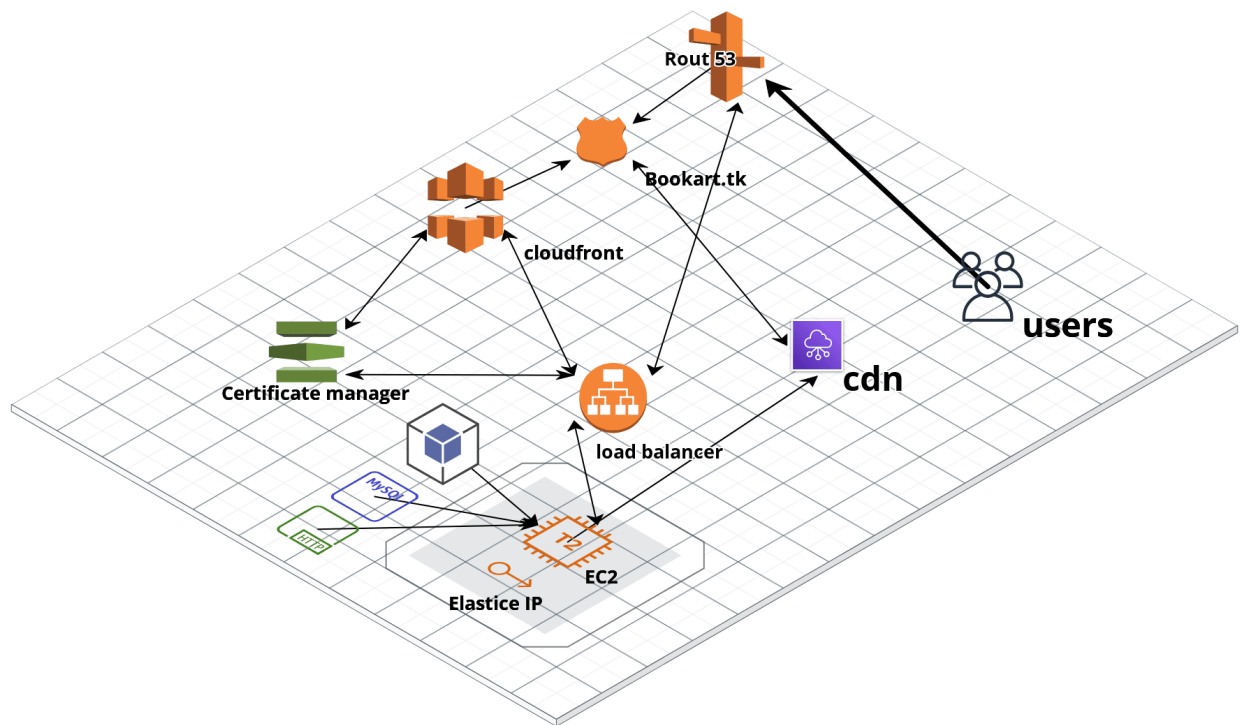 Rout 53
Bookart.tk
cloudfront
users
cdn
Certificate manager
load balancer
MySQL
HTTP
T2
EC2
Elastice IP